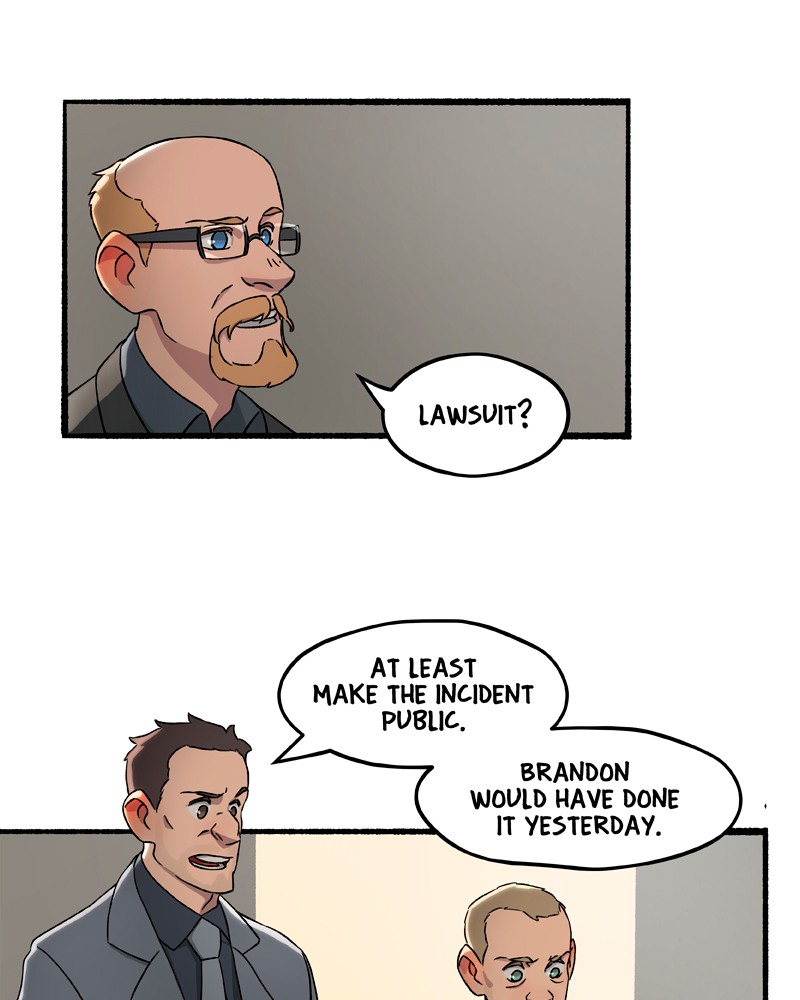 LAWSUIT?
AT LEAST
MAKE THE INCIDENT
PUBLIC.
BRANDON
WOULD HAVE DONE
IT YESTERDAY.